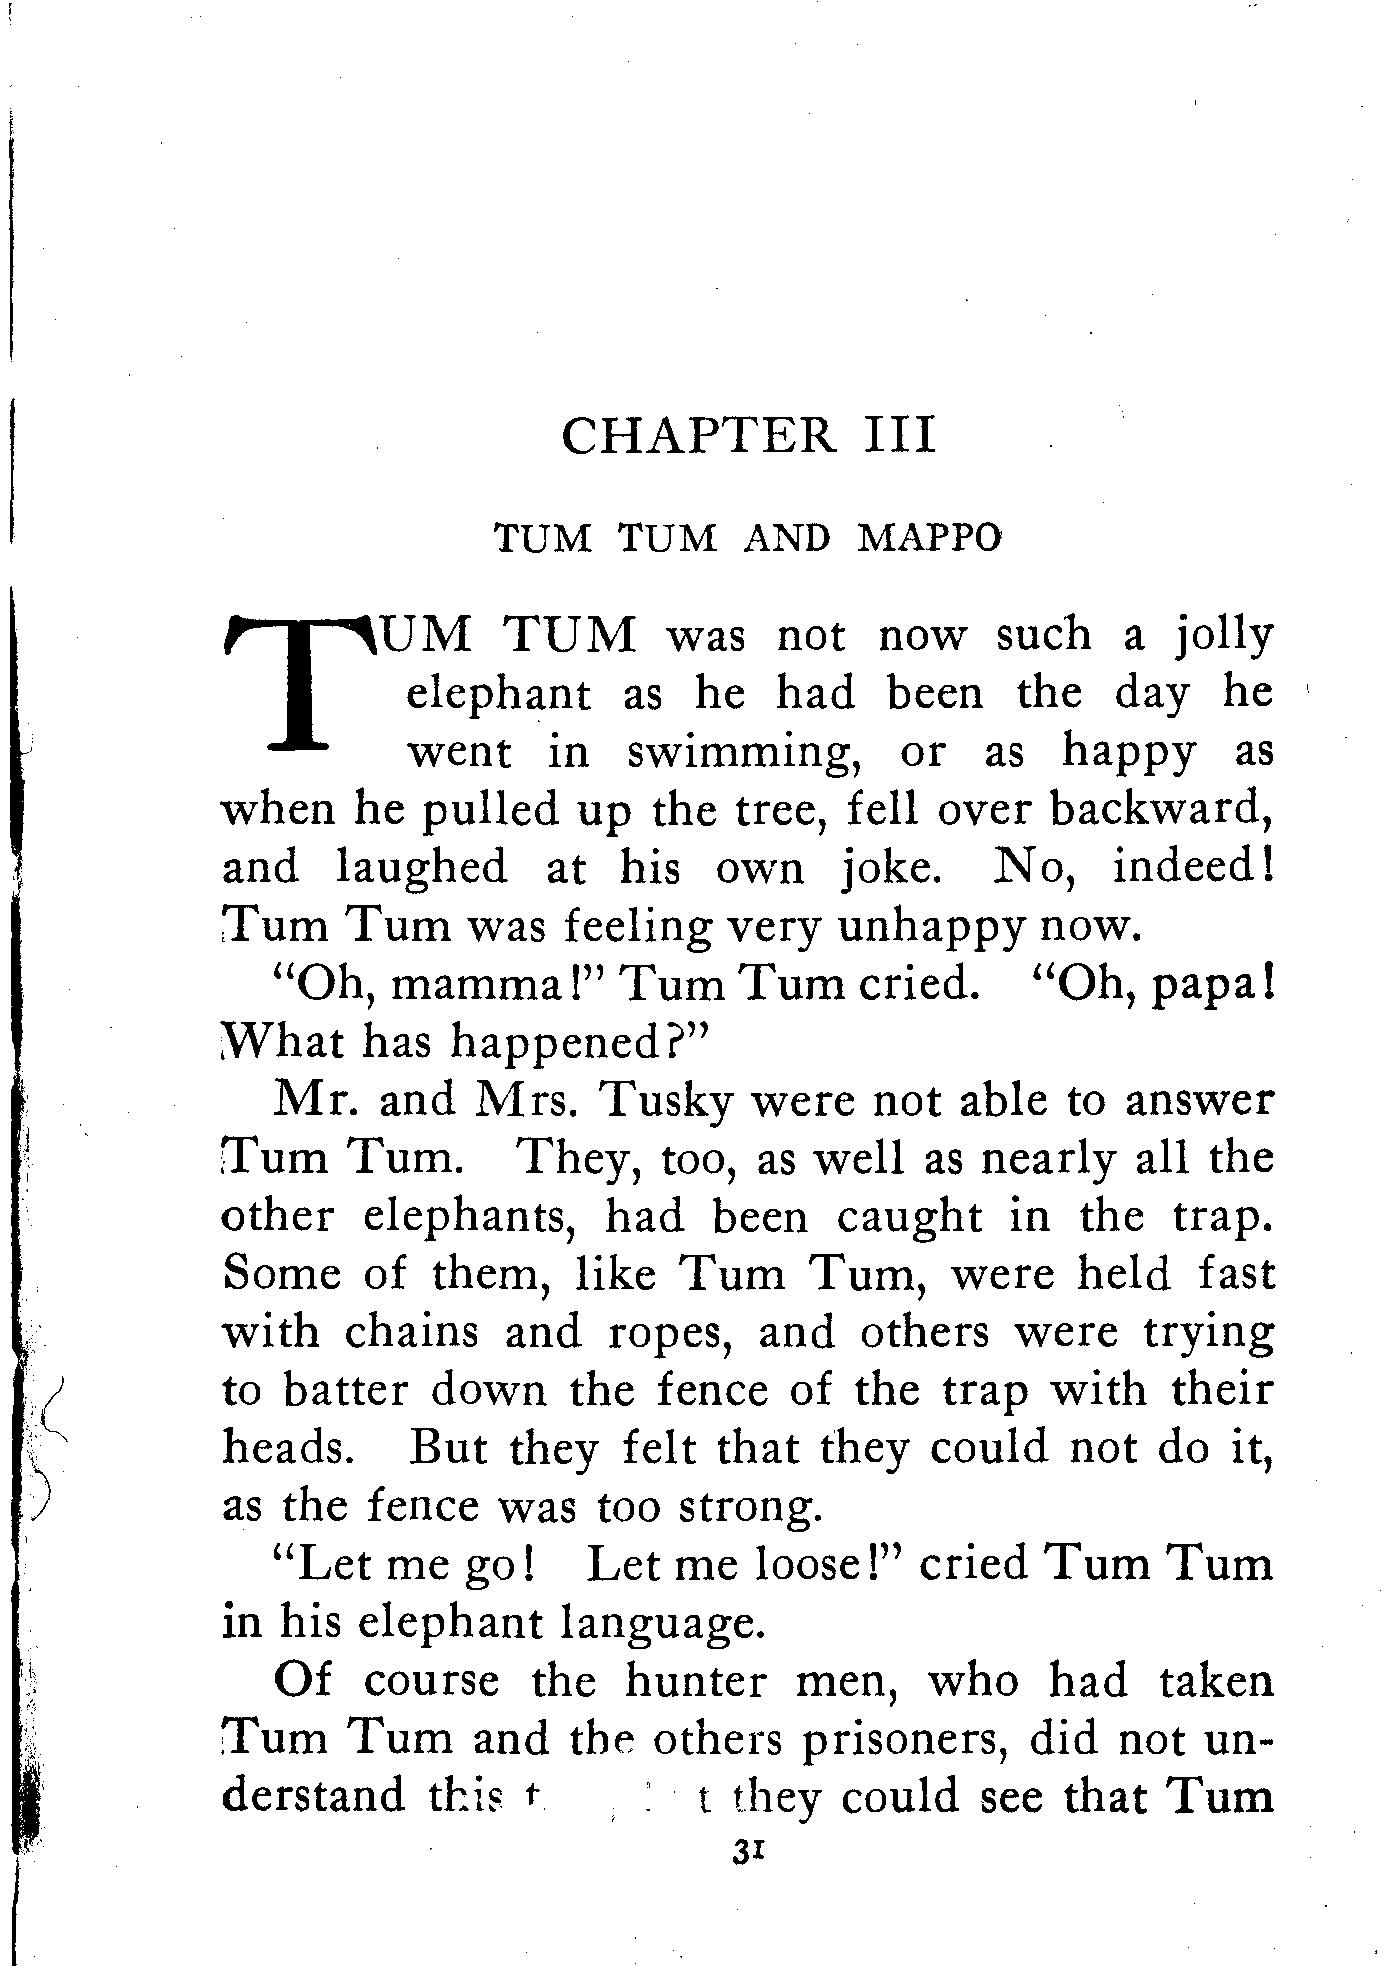 CHAPTER III
TUM TUM AND MAPPO
TUM TUM was not now such a jolly
elephant as he had been the day he
went in swimming, or as happy as
when he pulled up the tree, fell over backward,
and laughed at his own joke. No, indeed!
Tum Tum was feeling very unhappy now.
"Oh, mamma!" Tum Tum cried. "Oh, papa!
What has happened?"
Mr. and Mrs. Tusky were not able to answer
Tum Tum. They, too, as well as nearly all the
other elephants, had been caught in the trap.
Some of them, like Tum Tum, were held fast
with chains and ropes, and others were trying
to batter down the fence of the trap with their
heads. But they felt that they could not do it,
as the fence was too strong.
"Let me go! Let me loose!" cried Tum Tum
in his elephant language.
Of course the hunter men, who had taken
Tum Tum and the others prisoners, did not un-
derstand this they could see that Tum
31